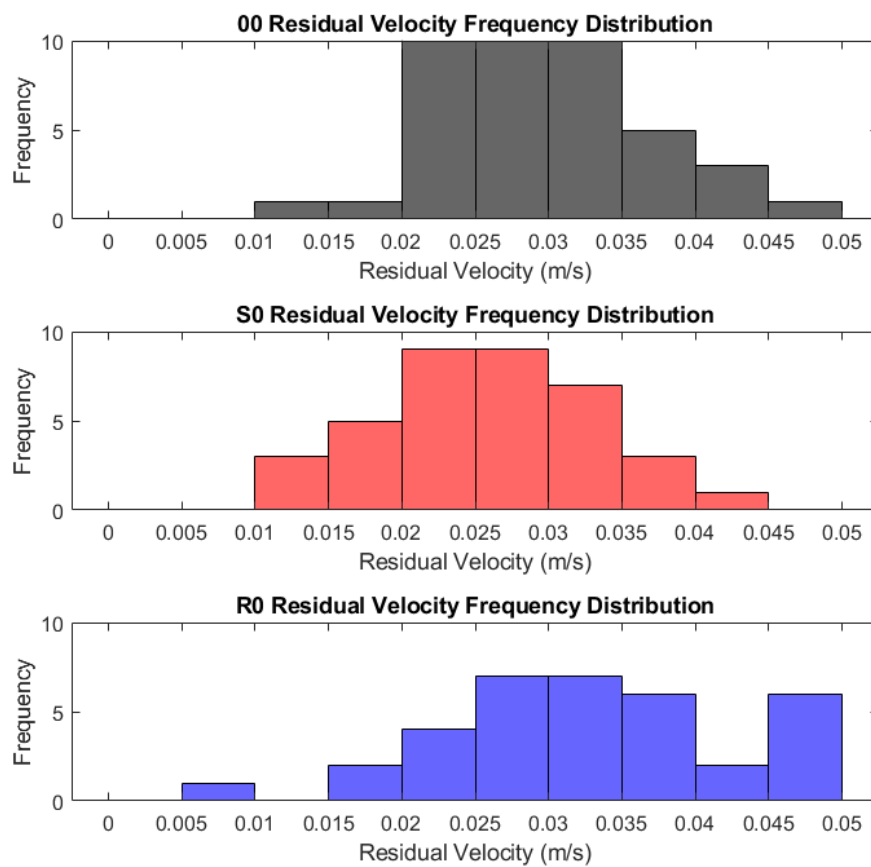 00 Residual Velocity Frequency Distribution
10
5
0
Frequency
0 0.005 0.01 0.015 0.02 0.025 0.03 0.035 0.04 0.045 0.05
Residual Velocity (m/s)
S0 Residual Velocity Frequency Distribution
10
5
0
Frequency
0 0.005 0.01 0.015 0.02 0.025 0.03 0.035 0.04 0.045 0.05
Residual Velocity (m/s)
R0 Residual Velocity Frequency Distribution
10
5
0
Frequency
0 0.005 0.01 0.015 0.02 0.025 0.03 0.035 0.04 0.045 0.05
Residual Velocity (m/s)